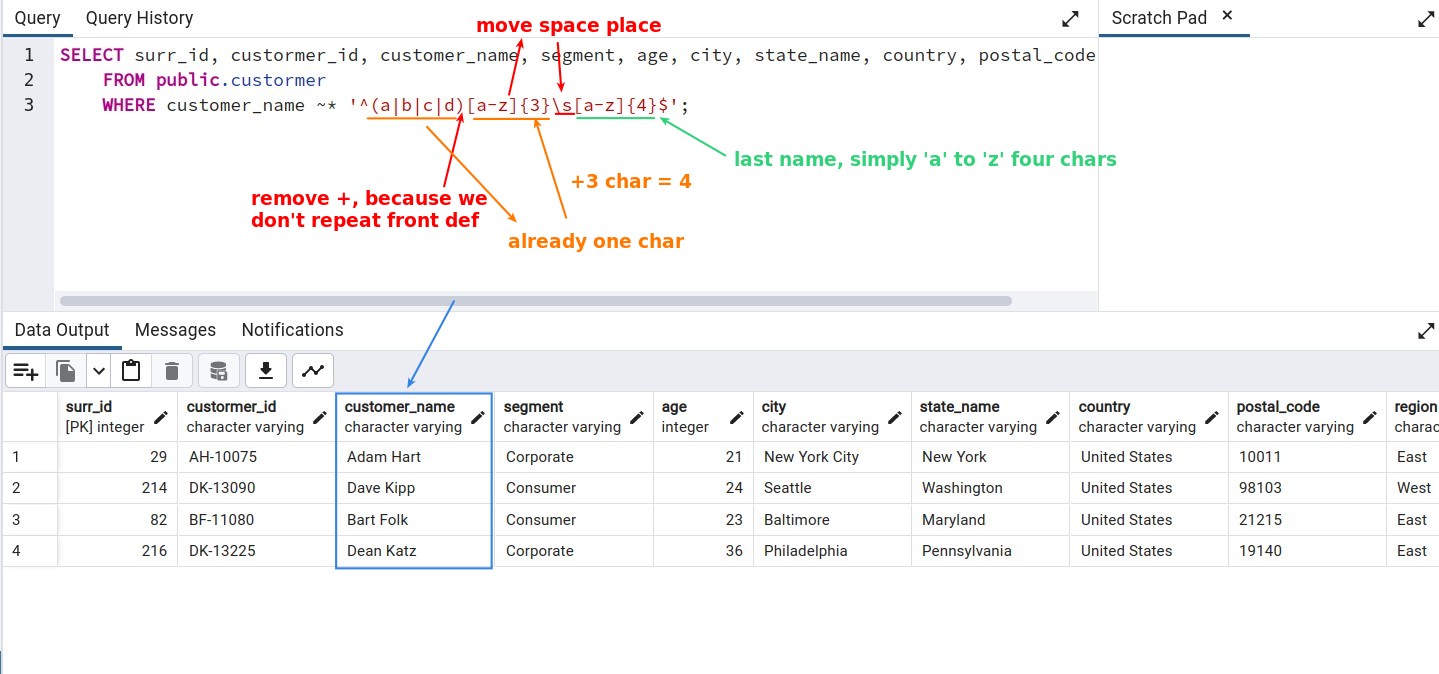 Query Query History Scratch Pad ×
move space place
1 SELECT surr_id, custormer_id, customer_name, segment, age, city, state_name, country, postal_code
2 FROM public.custormer
3 WHERE customer_name ~* '^(a|b|c|d)[a-z]{3}\s[a-z]{4}$';
last name, simply 'a' to 'z' four chars
+3 char = 4
remove +, because we
don't repeat front def
already one char
Data Output Messages Notifications
surr_id custormer_id customer_name segment age city state_name country postal_code region
[PK] integer character varying character varying character varying integer character varying character varying character varying character varying charac
1 29 AH-10075 Adam Hart Corporate 21 New York City New York United States 10011 East
2 214 DK-13090 Dave Kipp Consumer 24 Seattle Washington United States 98103 West
3 82 BF-11080 Bart Folk Consumer 23 Baltimore Maryland United States 21215 East
4 216 DK-13225 Dean Katz Corporate 36 Philadelphia Pennsylvania United States 19140 East